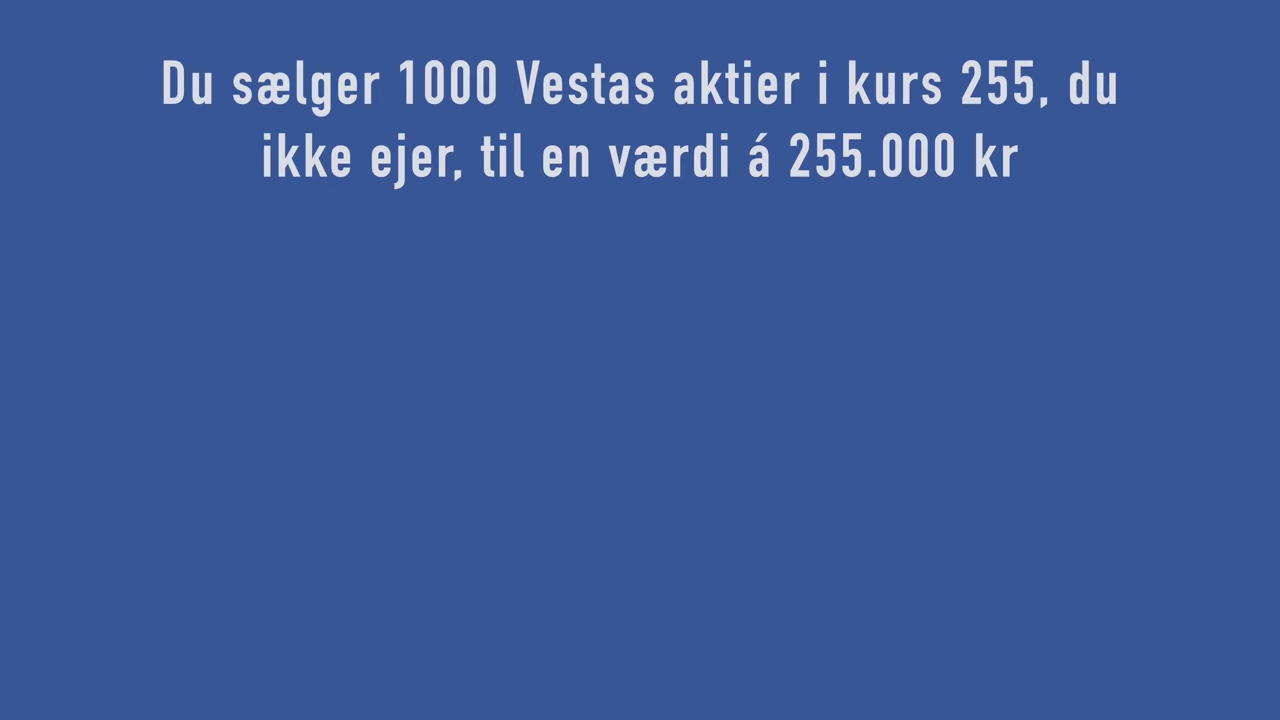 Du sælger 1000 Vestas aktier i kurs 255, du
ikke ejer, til en værdi á 255.000 kr